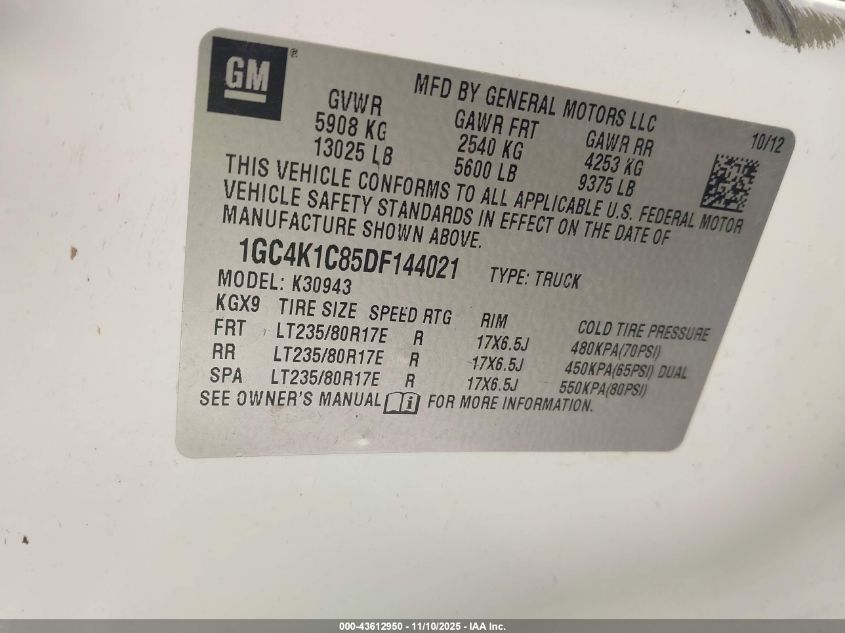 GM ®
MFD BY GENERAL MOTORS LLC
10/12
GVWR GAWR FRT GAWR RR
5908 KG 2540 KG 4253 KG
13025 LB 5600 LB 9375 LB
THIS VEHICLE CONFORMS TO ALL APPLICABLE U.S. FEDERAL MOTOR
VEHICLE SAFETY STANDARDS IN EFFECT ON THE DATE OF
MANUFACTURE SHOWN ABOVE.
1GC4K1C85DF144021 TYPE: TRUCK
MODEL: K30943
KGX9 TIRE SIZE SPEED RTG RIM COLD TIRE PRESSURE
FRT LT235/80R17E R 17X6.5J 480KPA(70PSI)
RR LT235/80R17E R 17X6.5J 450KPA(65PSI) DUAL
SPA LT235/80R17E R 17X6.5J 550KPA(80PSI)
SEE OWNER'S MANUAL FOR MORE INFORMATION.
000-43612950 - 11/10/2025 - IAA Inc.